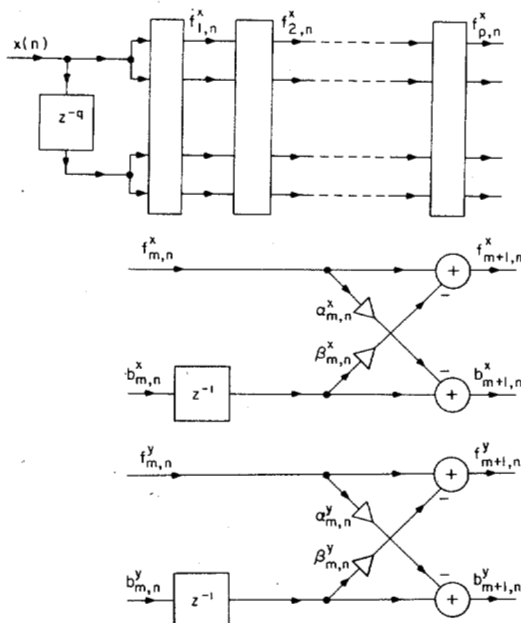 x(n) f^x_{1,n} f^x_{2,n} f^x_{p,n}
z^{-q}
f^x_{m,n} f^x_{m+1,n}
+
−
α^x_{m,n}
β^x_{m,n}
−
b^x_{m,n} z^{-1} + b^x_{m+1,n}
f^y_{m,n} + f^y_{m+1,n}
−
α^y_{m,n}
β^y_{m,n}
−
b^y_{m,n} z^{-1} + b^y_{m+1,n}